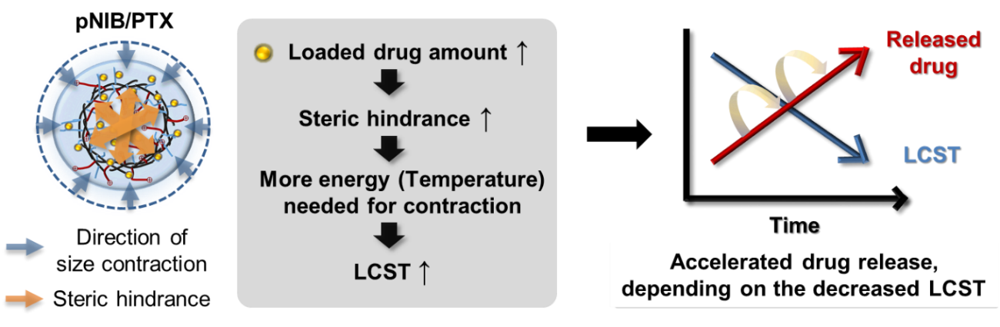 pNIB/PTX
Direction of
size contraction
Steric hindrance
Loaded drug amount ↑
Steric hindrance ↑
More energy (Temperature)
needed for contraction
LCST ↑
Released
drug
LCST
Time
Accelerated drug release,
depending on the decreased LCST